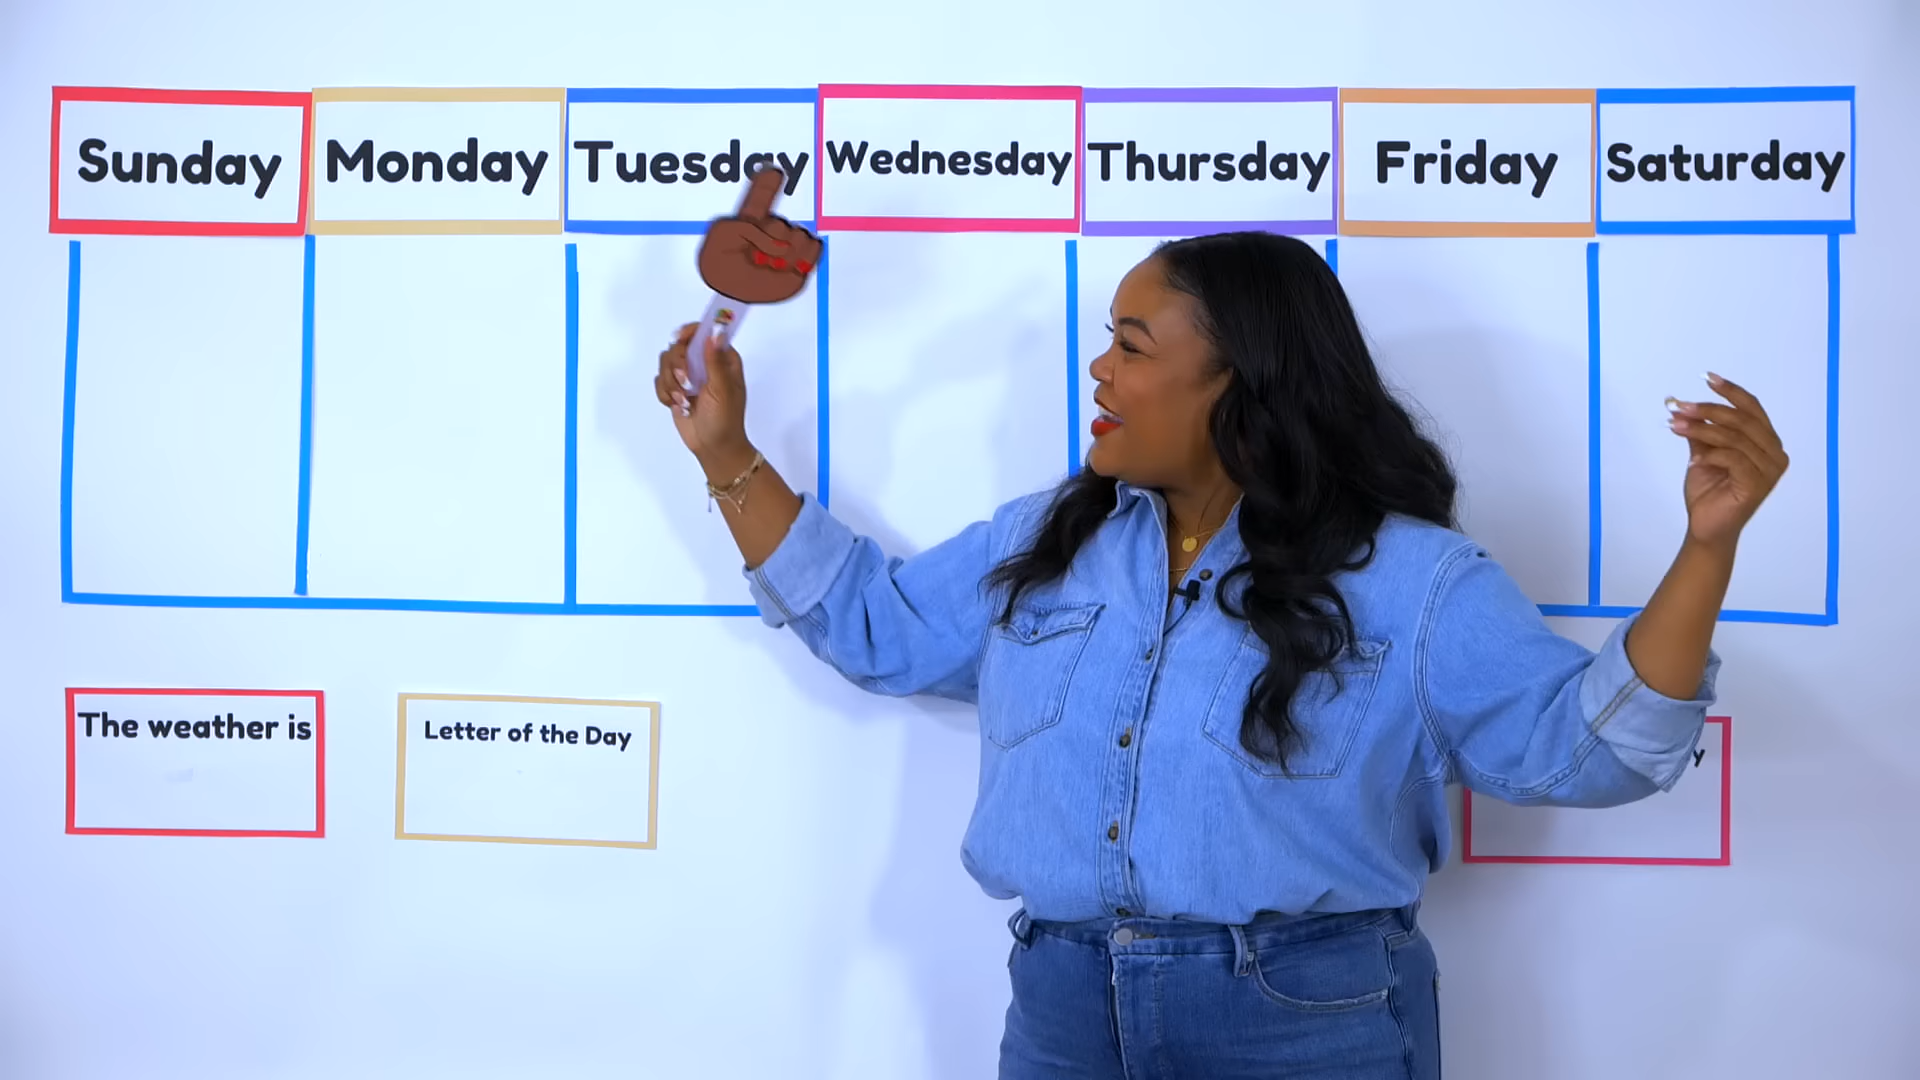 Sunday
Monday
Tuesday
Wednesday
Thursday
Friday
Saturday
The weather is
Letter of the Day